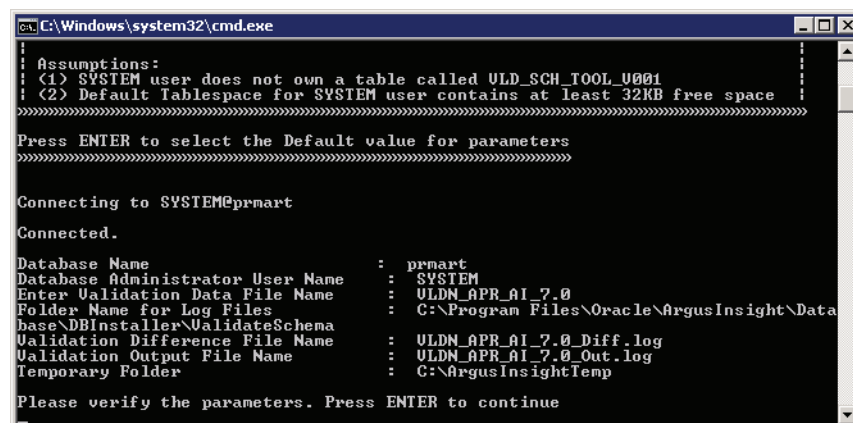 C:\Windows\system32\cmd.exe
Assumptions:
(1) SYSTEM user does not own a table called VLD_SCH_TOOL_V001
(2) Default Tablespace for SYSTEM user contains at least 32KB free space
Press ENTER to select the Default value for parameters
Connecting to SYSTEM@prmart
Connected.
Database Name : prmart
Database Administrator User Name : SYSTEM
Enter Validation Data File Name : VLDN_APR_AI_7.0
Folder Name for Log Files : C:\Program Files\Oracle\ArgusInsight\Data
base\DBInstaller\ValidateSchema
Validation Difference File Name : VLDN_APR_AI_7.0_Diff.log
Validation Output File Name : VLDN_APR_AI_7.0_Out.log
Temporary Folder : C:\ArgusInsightTemp
Please verify the parameters. Press ENTER to continue